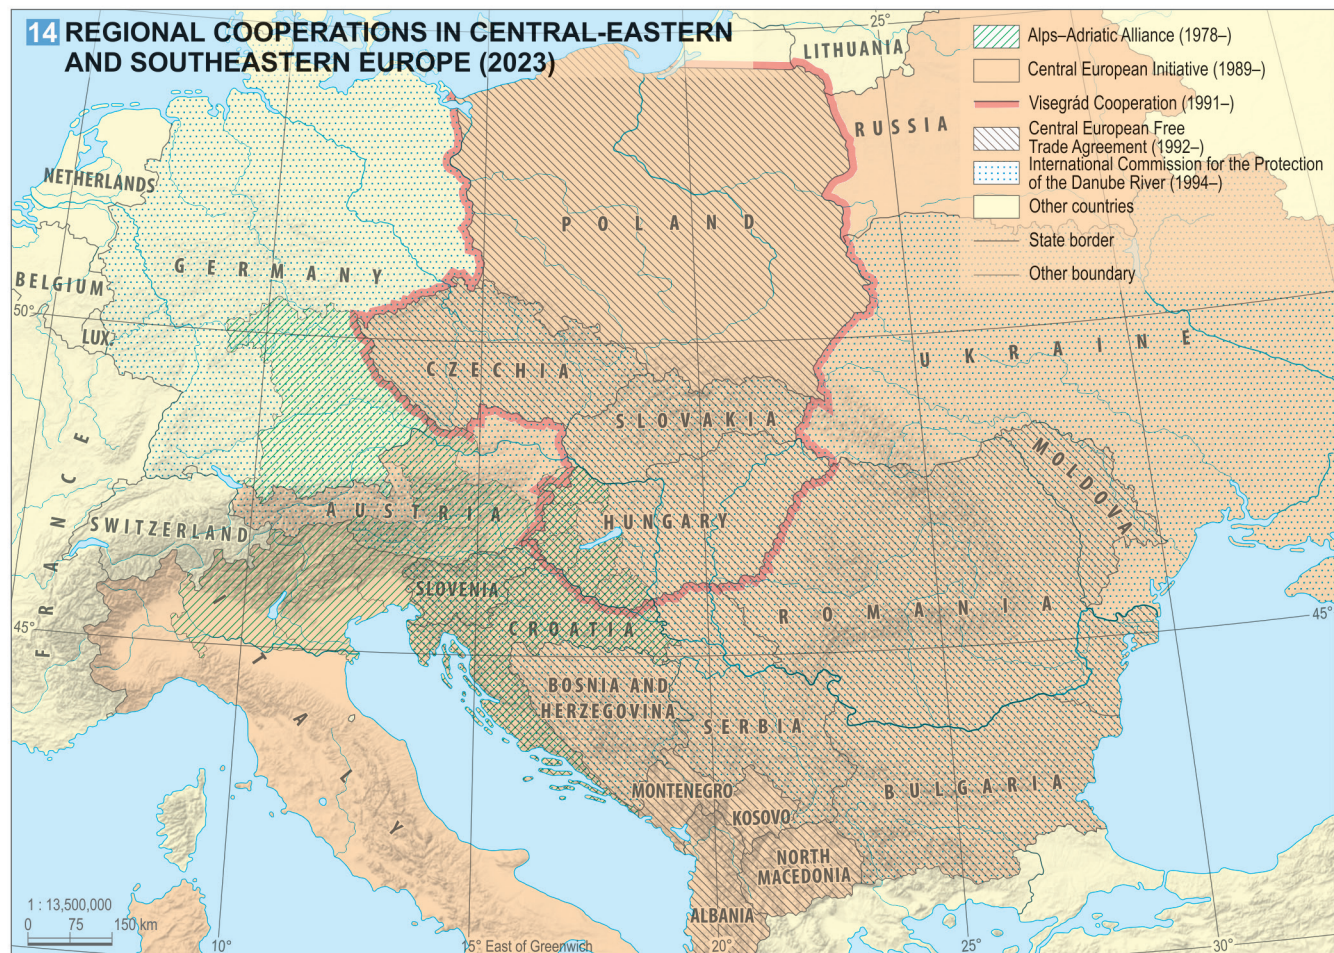 14 REGIONAL COOPERATIONS IN CENTRAL-EASTERN
AND SOUTHEASTERN EUROPE (2023)
25°
Alps–Adriatic Alliance (1978–)
Central European Initiative (1989–)
Visegrád Cooperation (1991–)
Central European Free
Trade Agreement (1992–)
International Commission for the Protection
of the Danube River (1994–)
Other countries
State border
Other boundary
LITHUANIA
RUSSIA
NETHERLANDS
POLAND
GERMANY
BELGIUM
50°
LUX.
UKRAINE
CZECHIA
SLOVAKIA
MOLDOVA
FRANCE
AUSTRIA
HUNGARY
SWITZERLAND
SLOVENIA
ROMANIA
45°
45°
CROATIA
ITALY
BOSNIA AND
HERZEGOVINA
SERBIA
BULGARIA
MONTENEGRO
KOSOVO
NORTH
MACEDONIA
ALBANIA
1 : 13,500,000
0 75 150 km
10°
15° East of Greenwich
20°
25°
30°